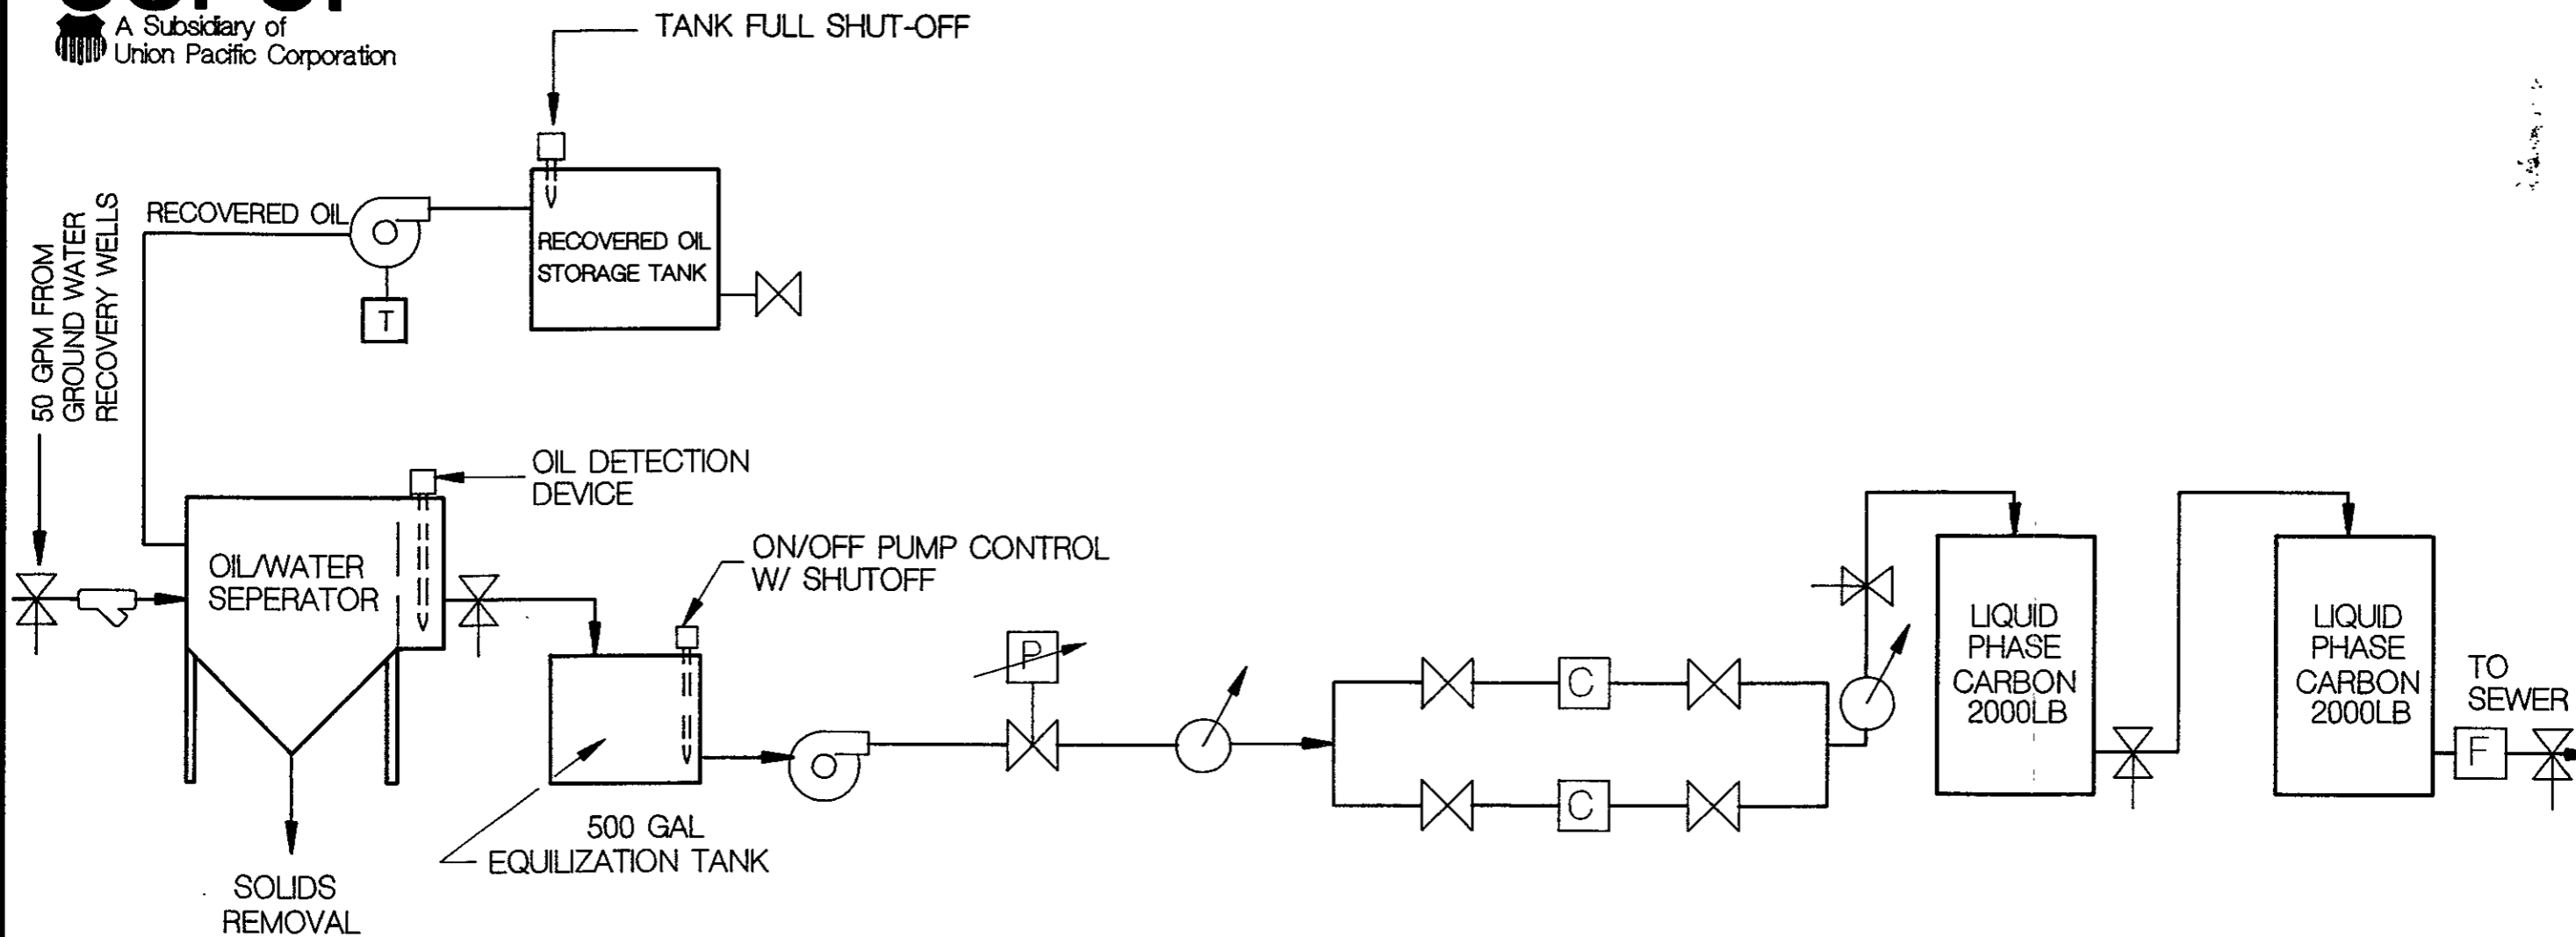 A Subsidiary of
Union Pacific Corporation
TANK FULL SHUT-OFF
50 GPM FROM
GROUND WATER
RECOVERY WELLS
RECOVERED OIL
T
RECOVERED OIL
STORAGE TANK
OIL DETECTION
DEVICE
OIL/WATER
SEPERATOR
ON/OFF PUMP CONTROL
W/ SHUTOFF
P
500 GAL
EQUILIZATION TANK
SOLIDS
REMOVAL
C
C
LIQUID
PHASE
CARBON
2000LB
LIQUID
PHASE
CARBON
2000LB
F
TO
SEWER